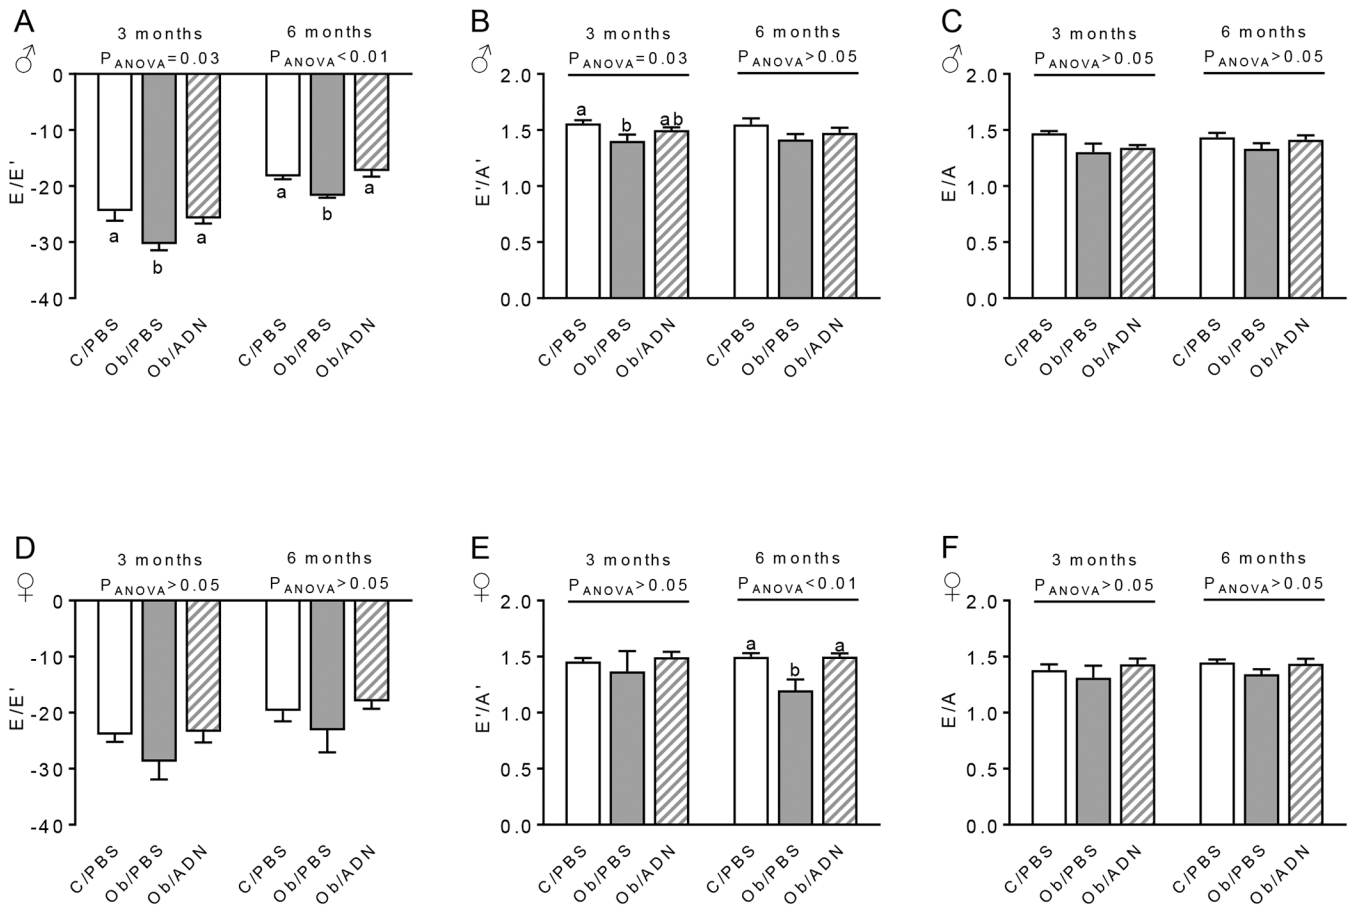 A
3 months
6 months
♂
PANOVA=0.03
PANOVA<0.01
0
-10
-20
-30
-40
E/E'
a
b
a
a
b
a
C/PBS
Ob/PBS
Ob/ADN
C/PBS
Ob/PBS
Ob/ADN
B
3 months
6 months
♂
PANOVA=0.03
PANOVA>0.05
2.0
1.5
1.0
0.5
0.0
E'/A'
a
b
ab
C/PBS
Ob/PBS
Ob/ADN
C/PBS
Ob/PBS
Ob/ADN
C
3 months
6 months
♂
PANOVA>0.05
PANOVA>0.05
2.0
1.5
1.0
0.5
0.0
E/A
C/PBS
Ob/PBS
Ob/ADN
C/PBS
Ob/PBS
Ob/ADN
D
3 months
6 months
♀
PANOVA>0.05
PANOVA>0.05
0
-10
-20
-30
-40
E/E'
C/PBS
Ob/PBS
Ob/ADN
C/PBS
Ob/PBS
Ob/ADN
E
3 months
6 months
♀
PANOVA>0.05
PANOVA<0.01
2.0
1.5
1.0
0.5
0.0
E'/A'
a
b
a
C/PBS
Ob/PBS
Ob/ADN
C/PBS
Ob/PBS
Ob/ADN
F
3 months
6 months
♀
PANOVA>0.05
PANOVA>0.05
2.0
1.5
1.0
0.5
0.0
E/A
C/PBS
Ob/PBS
Ob/ADN
C/PBS
Ob/PBS
Ob/ADN